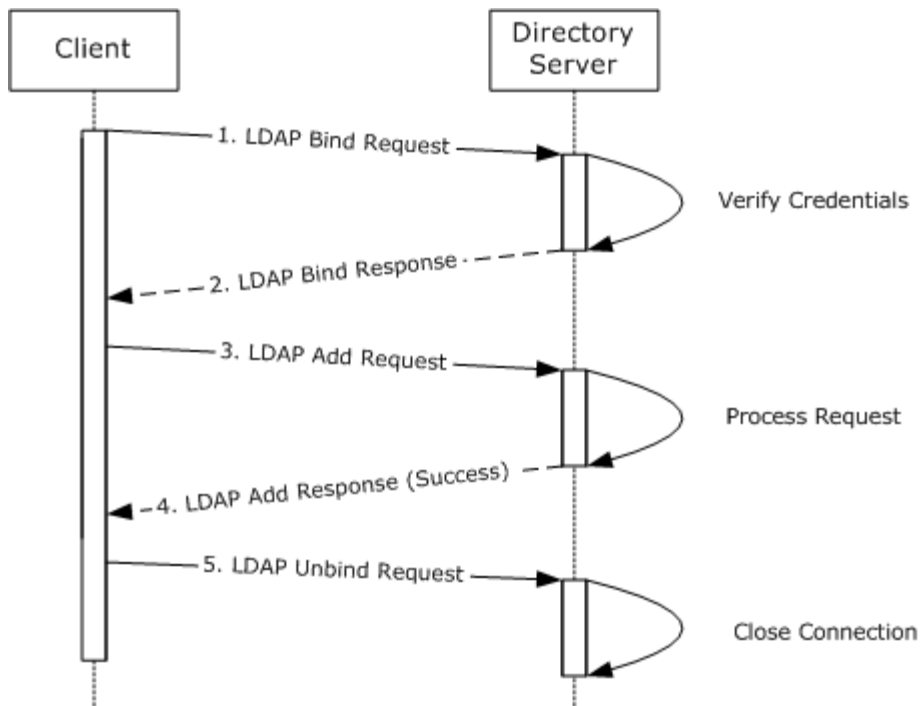 Client
Directory
Server
1. LDAP Bind Request
Verify Credentials
2. LDAP Bind Response
3. LDAP Add Request
Process Request
4. LDAP Add Response (Success)
5. LDAP Unbind Request
Close Connection